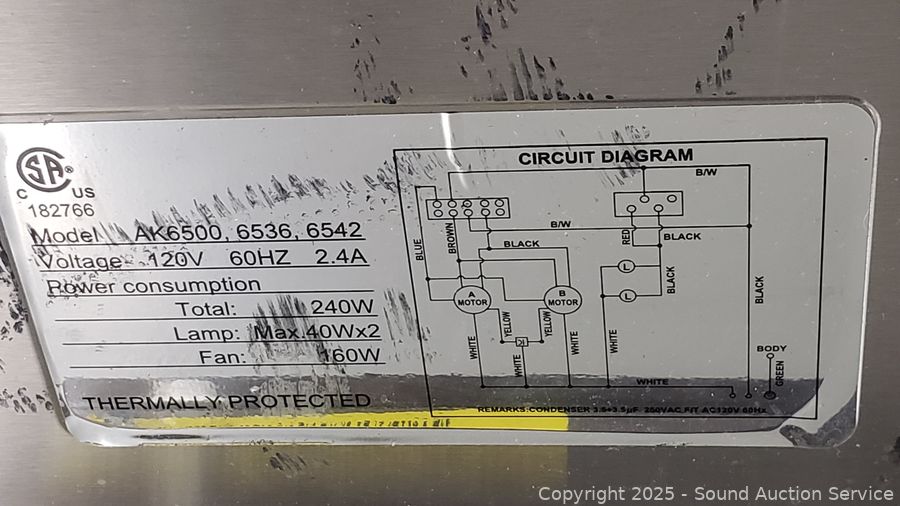 SA®
C US
182766
Model AK6500, 6536, 6542
Voltage 120V 60HZ 2.4A
Power consumption
Total: 240W
Lamp: Max.40Wx2
Fan: 160W
THERMALLY PROTECTED
CIRCUIT DIAGRAM
B/W
B/W
BLUE
BROWN
BLACK
RED
BLACK
L
L
BLACK
BLACK
A
MOTOR
B
MOTOR
YELLOW
YELLOW
WHITE
WHITE
WHITE
WHITE
WHITE
BODY
GREEN
REMARKS:CONDENSER 3.5+3.5µF 250VAC,FIT AC120V 60Hz
Copyright 2025 - Sound Auction Service